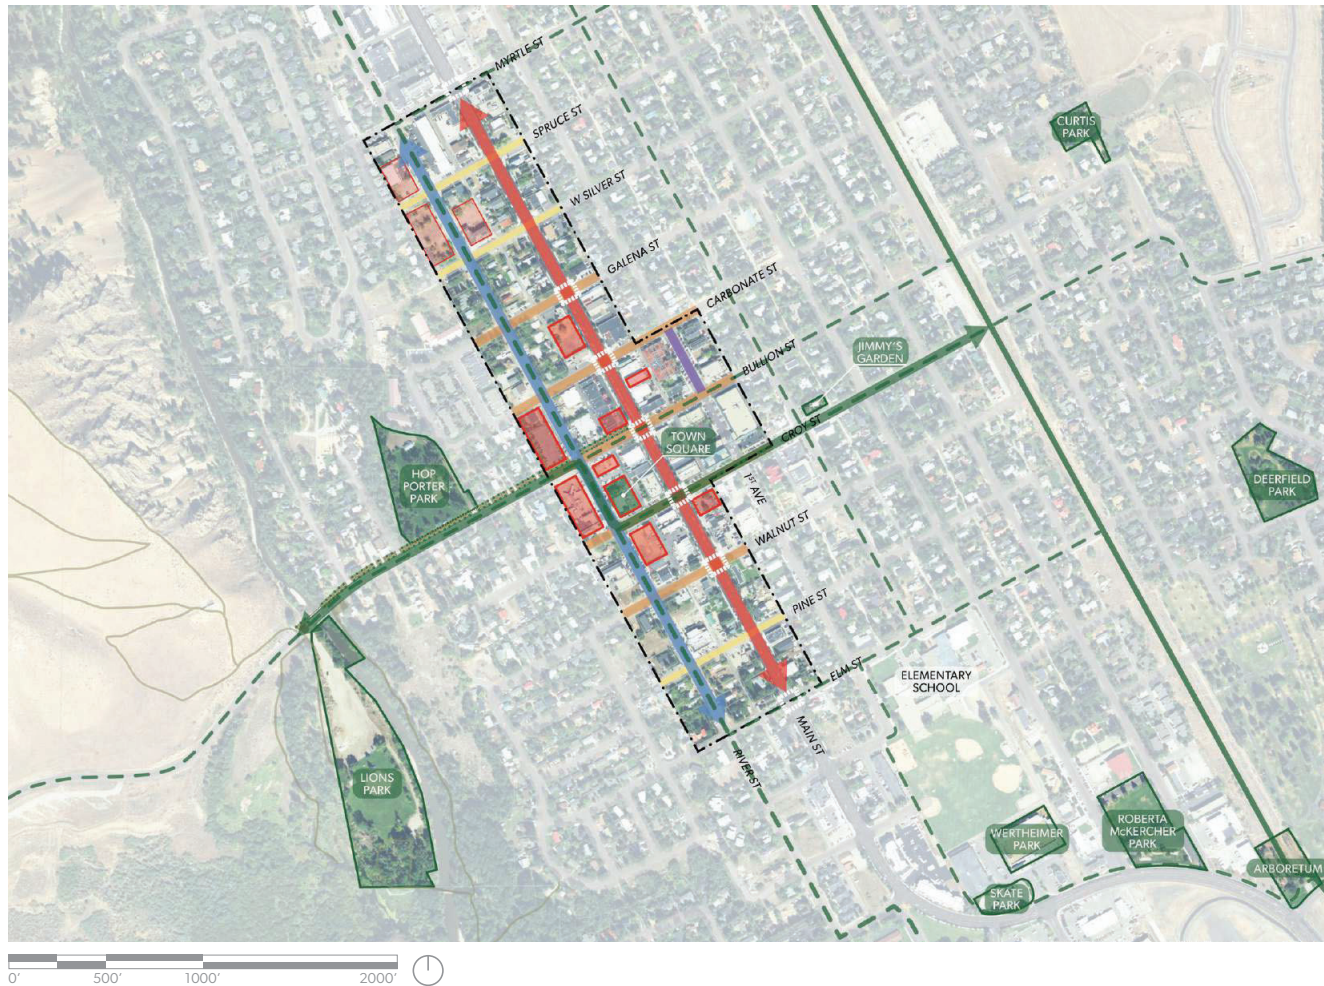 MYRTLE ST
SPRUCE ST
CURTIS
PARK
W SILVER ST
GALENA ST
CARBONATE ST
BULLION ST
JIMMY'S
GARDEN
CROY ST
TOWN
SQUARE
HOP
PORTER
PARK
1ST AVE
DEERFIELD
PARK
WALNUT ST
PINE ST
ELM ST
ELEMENTARY
SCHOOL
MAIN ST
RIVER ST
LIONS
PARK
WERTHEIMER
PARK
ROBERTA
McKERCHER
PARK
ARBORETUM
SKATE
PARK
0' 500' 1000' 2000'